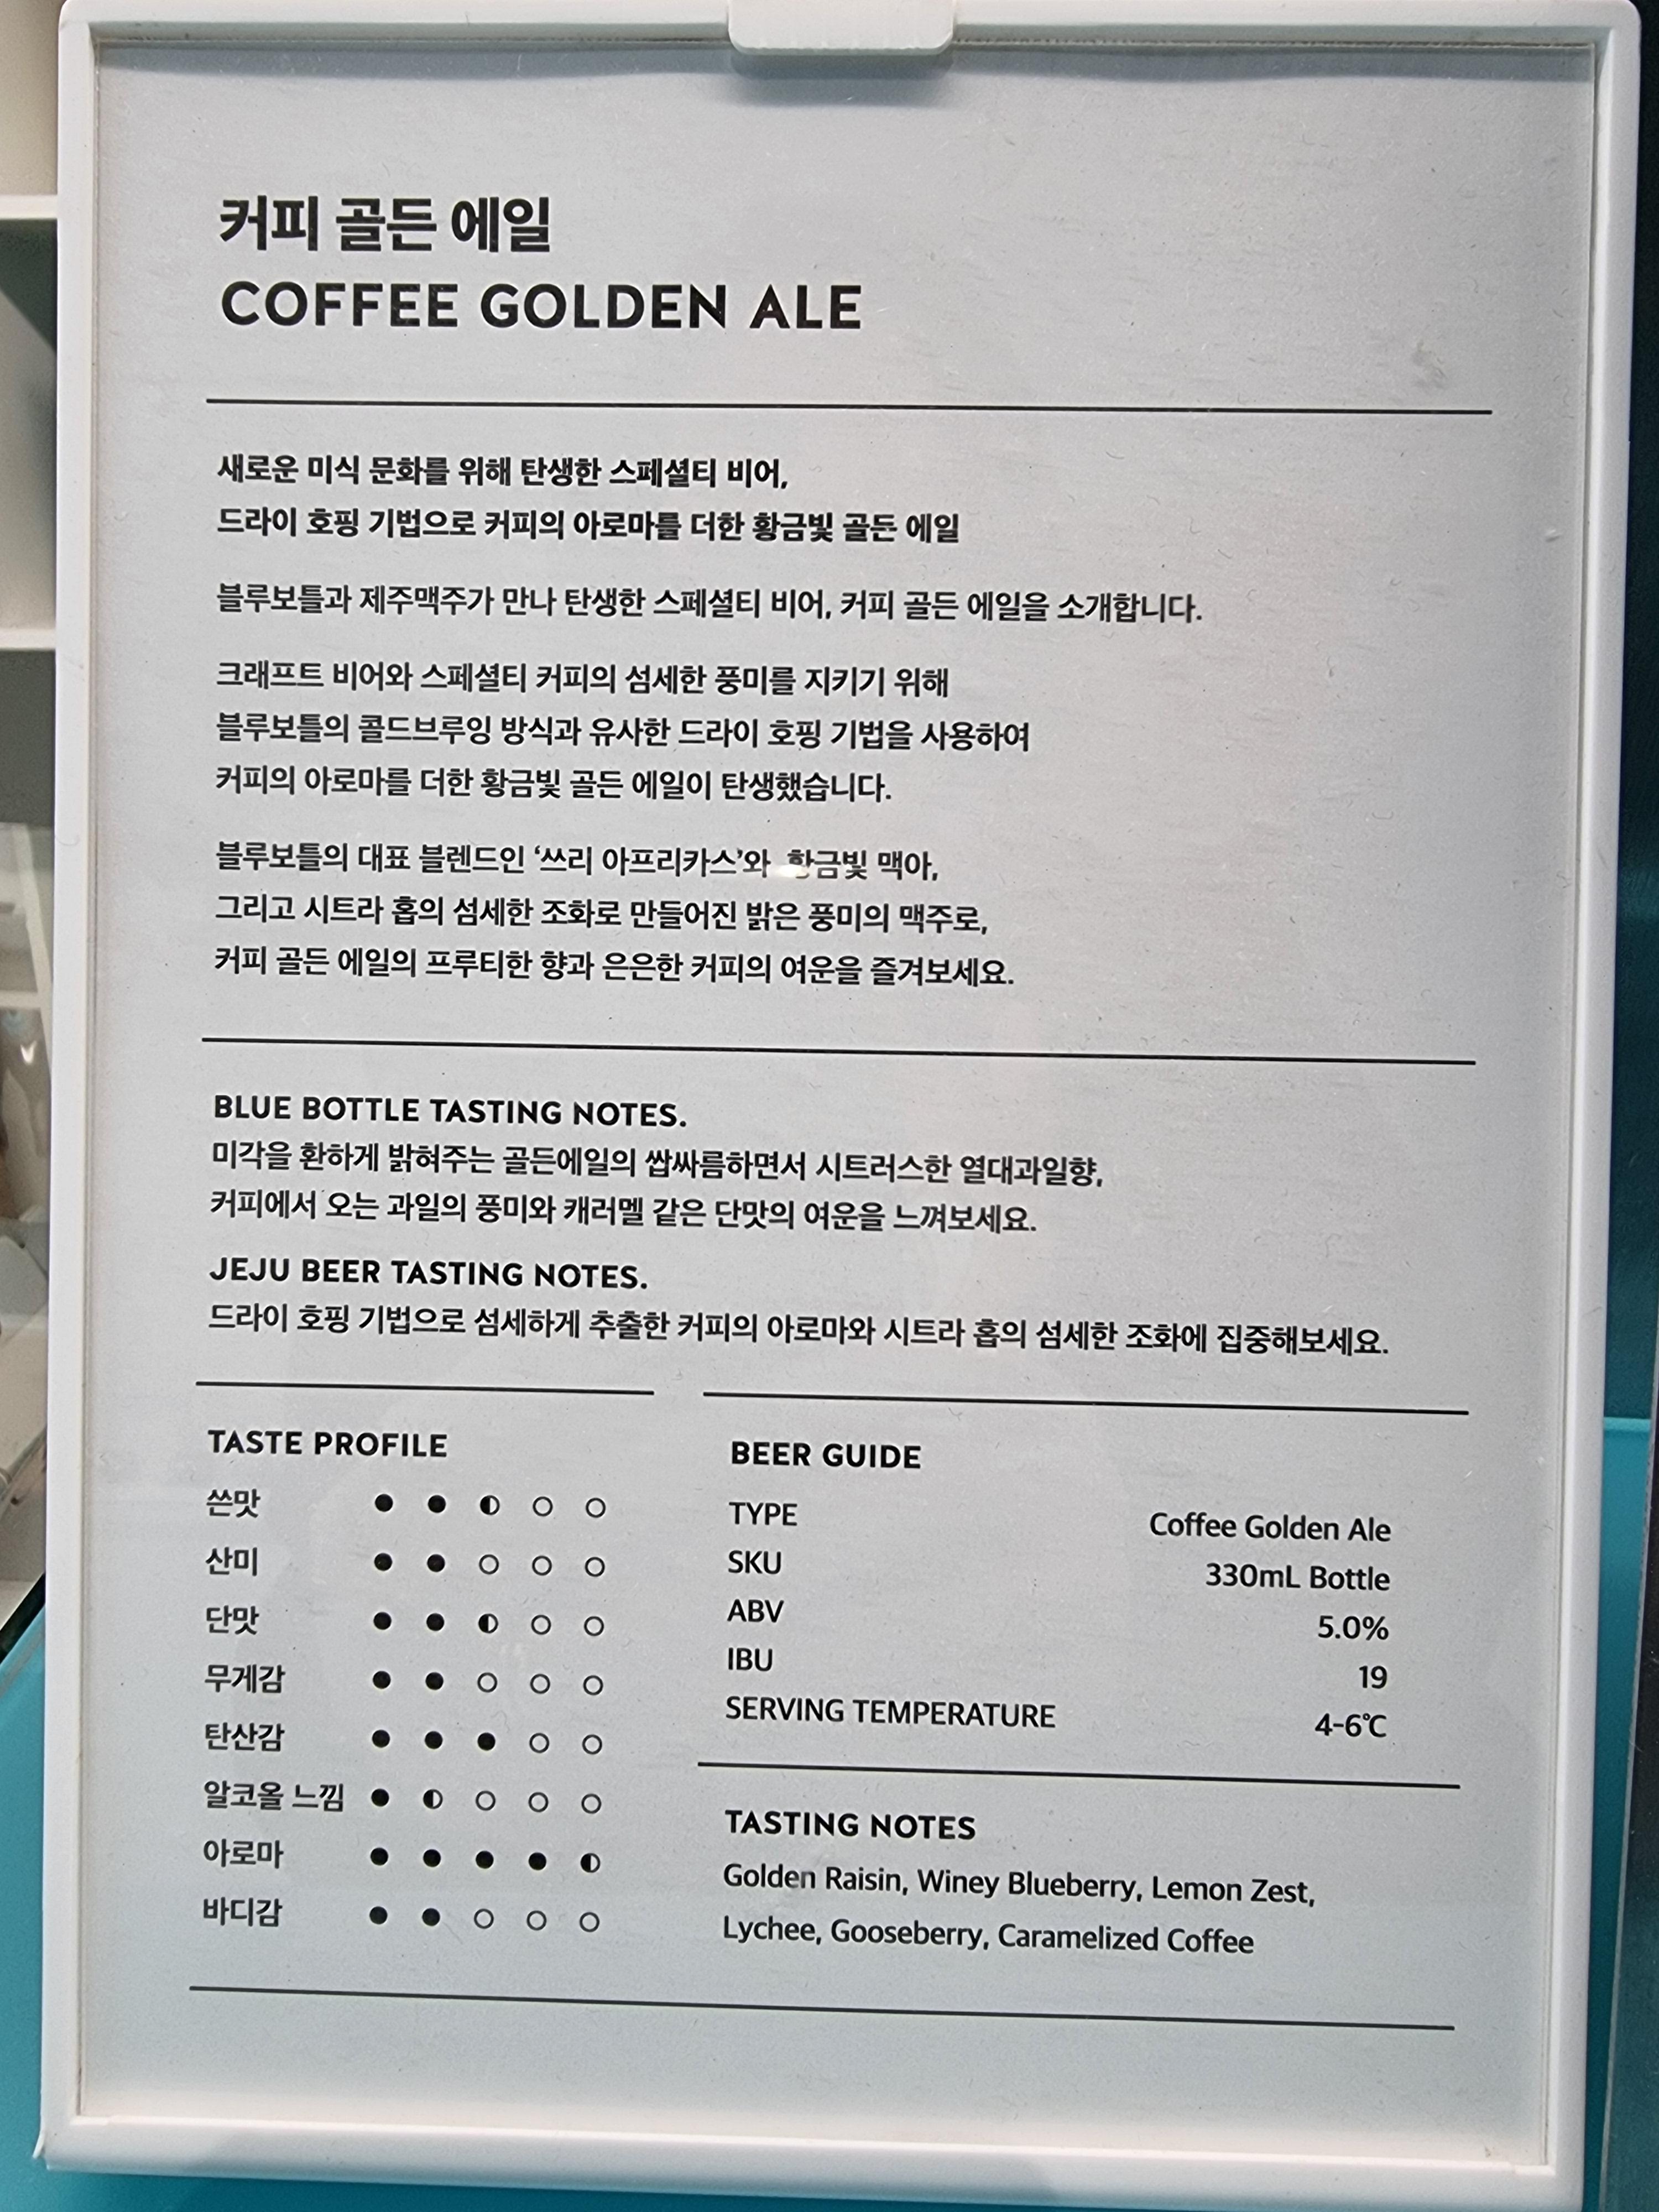 커피 골든 에일
COFFEE GOLDEN ALE
새로운 미식 문화를 위해 탄생한 스페셜티 비어,
드라이 호핑 기법으로 커피의 아로마를 더한 황금빛 골든 에일
블루보틀과 제주맥주가 만나 탄생한 스페셜티 비어, 커피 골든 에일을 소개합니다.
크래프트 비어와 스페셜티 커피의 섬세한 풍미를 지키기 위해
블루보틀의 콜드브루잉 방식과 유사한 드라이 호핑 기법을 사용하여
커피의 아로마를 더한 황금빛 골든 에일이 탄생했습니다.
블루보틀의 대표 블렌드인 ‘쓰리 아프리카스’와 황금빛 맥아,
그리고 시트라 홉의 섬세한 조화로 만들어진 밝은 풍미의 맥주로,
커피 골든 에일의 프루티한 향과 은은한 커피의 여운을 즐겨보세요.
BLUE BOTTLE TASTING NOTES.
미각을 환하게 밝혀주는 골든에일의 쌉싸름하면서 시트러스한 열대과일향,
커피에서 오는 과일의 풍미와 캐러멜 같은 단맛의 여운을 느껴보세요.
JEJU BEER TASTING NOTES.
드라이 호핑 기법으로 섬세하게 추출한 커피의 아로마와 시트라 홉의 섬세한 조화에 집중해보세요.
TASTE PROFILE
쓴맛 ● ● ◐ ○ ○
산미 ● ● ○ ○ ○
단맛 ● ● ◐ ○ ○
무게감 ● ● ○ ○ ○
탄산감 ● ● ● ○ ○
알코올 느낌 ● ◐ ○ ○ ○
아로마 ● ● ● ● ◐
바디감 ● ● ○ ○ ○
BEER GUIDE
TYPE Coffee Golden Ale
SKU 330mL Bottle
ABV 5.0%
IBU 19
SERVING TEMPERATURE 4-6℃
TASTING NOTES
Golden Raisin, Winey Blueberry, Lemon Zest,
Lychee, Gooseberry, Caramelized Coffee